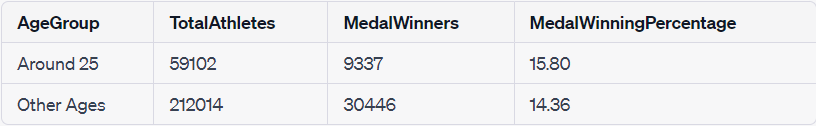 AgeGroup TotalAthletes MedalWinners MedalWinningPercentage
Around 25 59102 9337 15.80
Other Ages 212014 30446 14.36